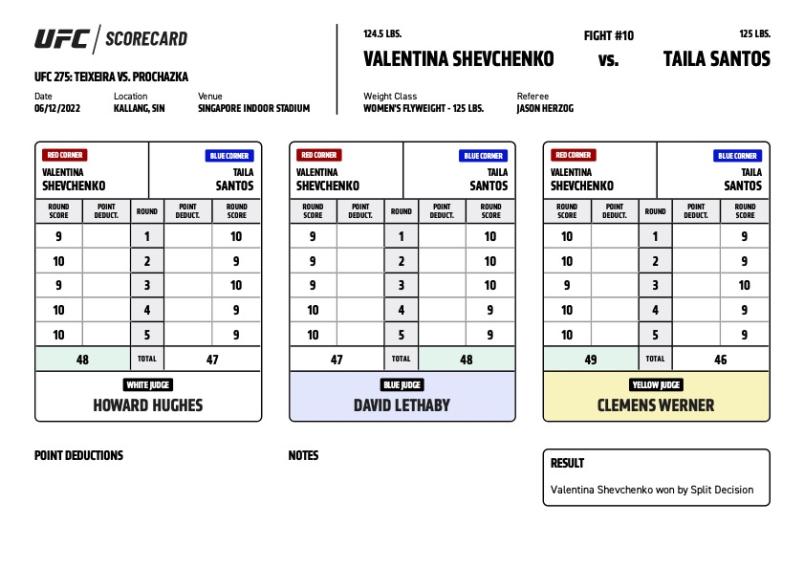 UFC / SCORECARD
UFC 275: TEIXEIRA VS. PROCHAZKA
Date Location Venue
06/12/2022 KALLANG, SIN SINGAPORE INDOOR STADIUM
124.5 LBS. FIGHT #10 125 LBS.
VALENTINA SHEVCHENKO vs. TAILA SANTOS
Weight Class Referee
WOMEN'S FLYWEIGHT - 125 LBS. JASON HERZOG
RED CORNER BLUE CORNER
VALENTINA TAILA
SHEVCHENKO SANTOS
ROUND SCORE POINT DEDUCT. ROUND POINT DEDUCT. ROUND SCORE
9 1 10
10 2 9
9 3 10
10 4 9
10 5 9
48 TOTAL 47
WHITE JUDGE
HOWARD HUGHES
RED CORNER BLUE CORNER
VALENTINA TAILA
SHEVCHENKO SANTOS
ROUND SCORE POINT DEDUCT. ROUND POINT DEDUCT. ROUND SCORE
9 1 10
9 2 10
9 3 10
10 4 9
10 5 9
47 TOTAL 48
BLUE JUDGE
DAVID LETHABY
RED CORNER BLUE CORNER
VALENTINA TAILA
SHEVCHENKO SANTOS
ROUND SCORE POINT DEDUCT. ROUND POINT DEDUCT. ROUND SCORE
10 1 9
10 2 9
9 3 10
10 4 9
10 5 9
49 TOTAL 46
YELLOW JUDGE
CLEMENS WERNER
POINT DEDUCTIONS
NOTES
RESULT
Valentina Shevchenko won by Split Decision